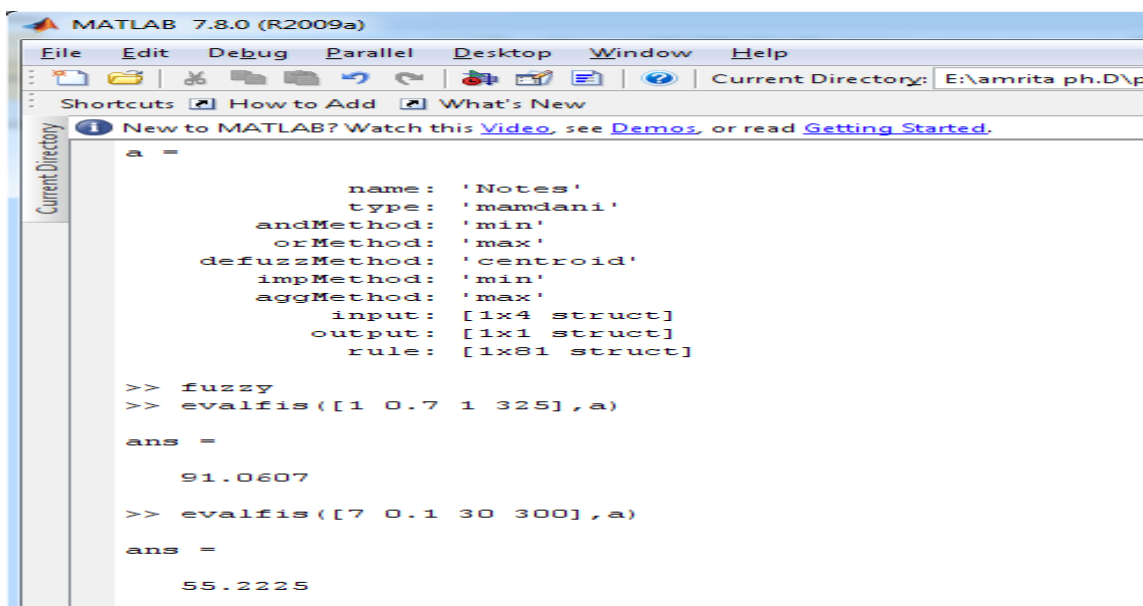 MATLAB 7.8.0 (R2009a)
File Edit Debug Parallel Desktop Window Help
Current Directory: E:\amrita ph.D\p
Shortcuts How to Add What's New
Current Directory
New to MATLAB? Watch this Video, see Demos, or read Getting Started.
a =
name: 'Notes'
type: 'mamdani'
andMethod: 'min'
orMethod: 'max'
defuzzMethod: 'centroid'
impMethod: 'min'
aggMethod: 'max'
input: [1x4 struct]
output: [1x1 struct]
rule: [1x81 struct]
>> fuzzy
>> evalfis([1 0.7 1 325],a)
ans =
91.0607
>> evalfis([7 0.1 30 300],a)
ans =
55.2225